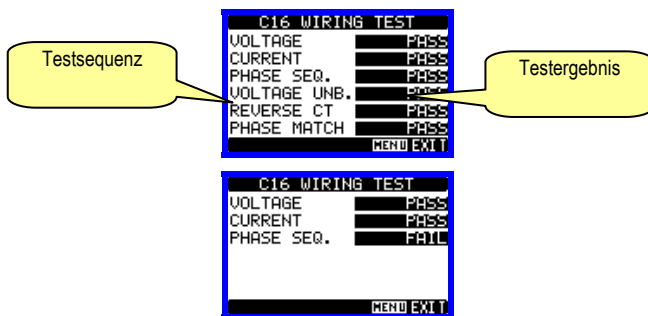 C16 WIRING TEST
VOLTAGE PASS
CURRENT PASS
PHASE SEQ. PASS
VOLTAGE UNB. PASS
REVERSE CT PASS
PHASE MATCH PASS
MENU EXIT
Testsequenz
Testergebnis
C16 WIRING TEST
VOLTAGE PASS
CURRENT PASS
PHASE SEQ. FAIL
MENU EXIT